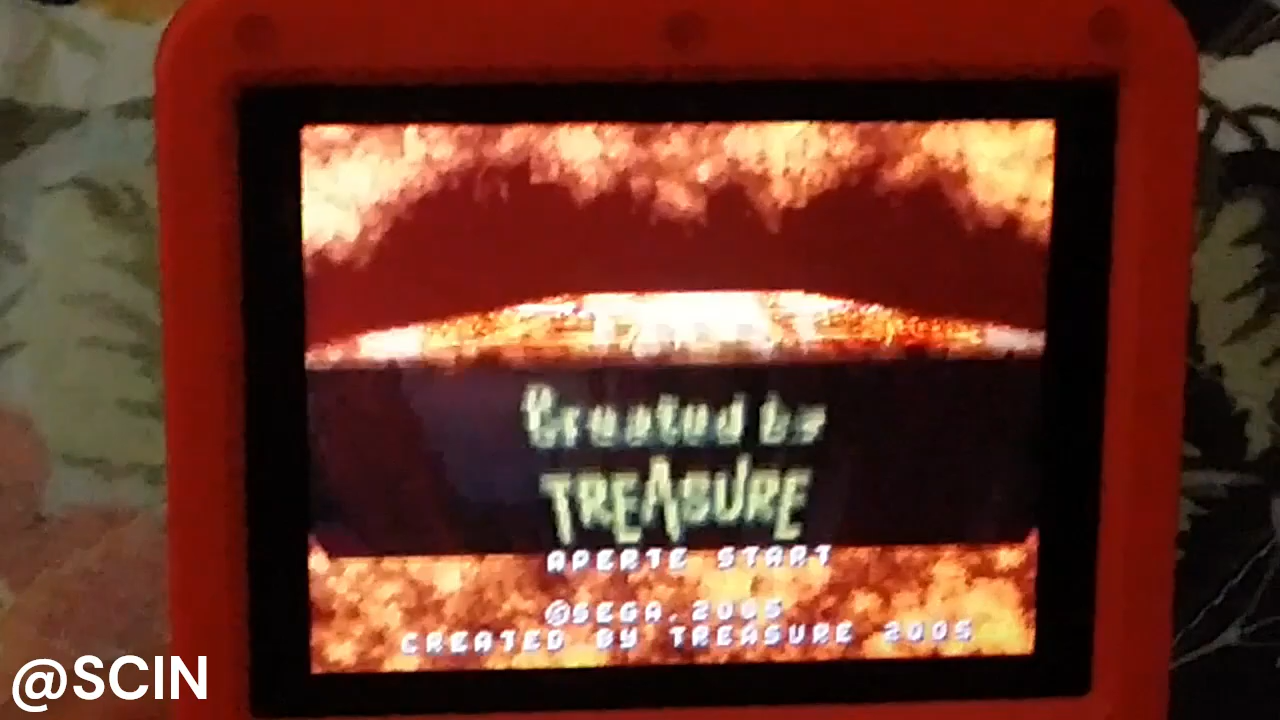 Created by
TREASURE
APERTE START
©SEGA, 2005
CREATED BY TREASURE 2005
@SCIN